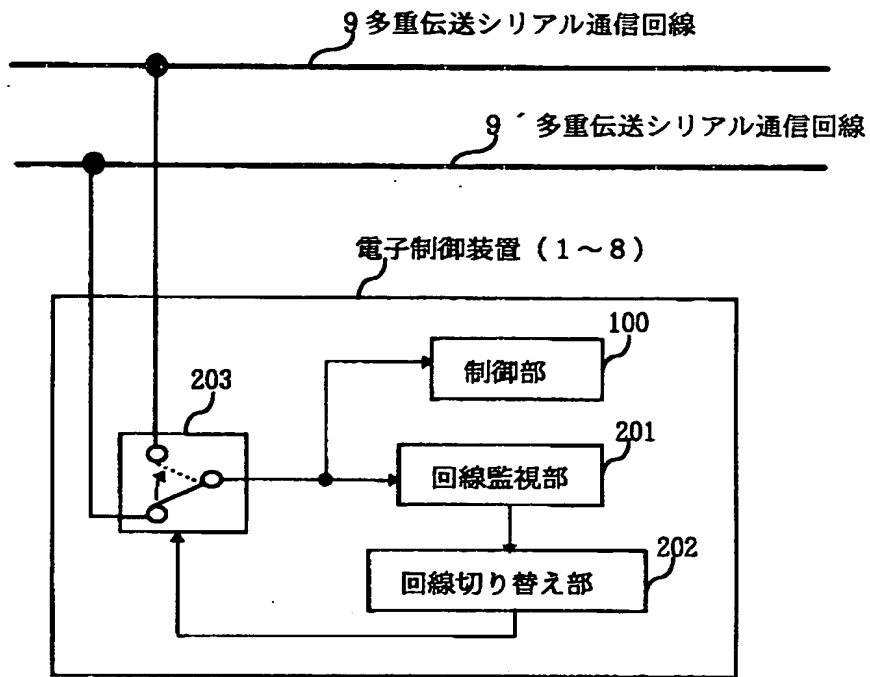 9多重伝送シリアル通信回線
9´多重伝送シリアル通信回線
電子制御装置（1～8）
100
制御部
203
201
回線監視部
202
回線切り替え部